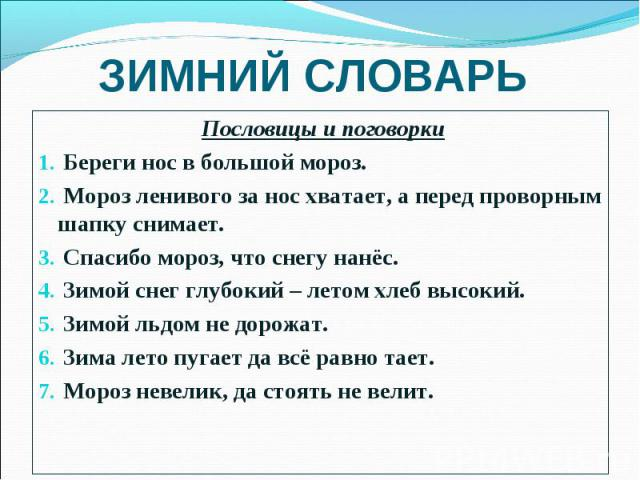 ЗИМНИЙ СЛОВАРЬ
Пословицы и поговорки
1. Береги нос в большой мороз.
2. Мороз ленивого за нос хватает, а перед проворным
шапку снимает.
3. Спасибо мороз, что снегу нанёс.
4. Зимой снег глубокий – летом хлеб высокий.
5. Зимой льдом не дорожат.
6. Зима лето пугает да всё равно тает.
7. Мороз невелик, да стоять не велит.